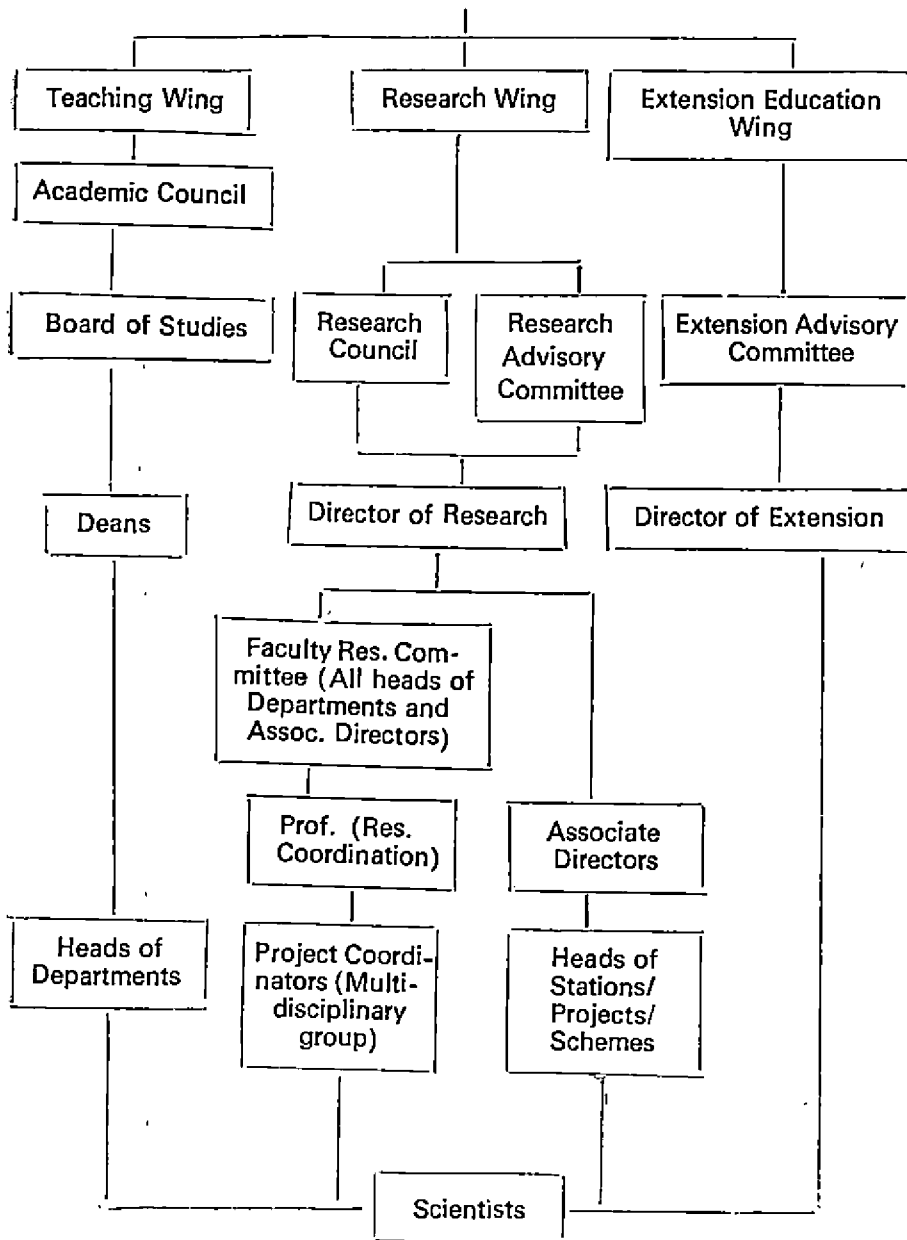 Teaching Wing
Research Wing
Extension Education
Wing
Academic Council
Board of Studies
Research
Council
Research
Advisory
Committee
Extension Advisory
Committee
Deans
Director of Research
Director of Extension
Faculty Res. Com-
mittee (All heads of
Departments and
Assoc. Directors)
Prof. (Res.
Coordination)
Associate
Directors
Heads of
Departments
Project Coordi-
nators (Multi-
disciplinary
group)
Heads of
Stations/
Projects/
Schemes
Scientists